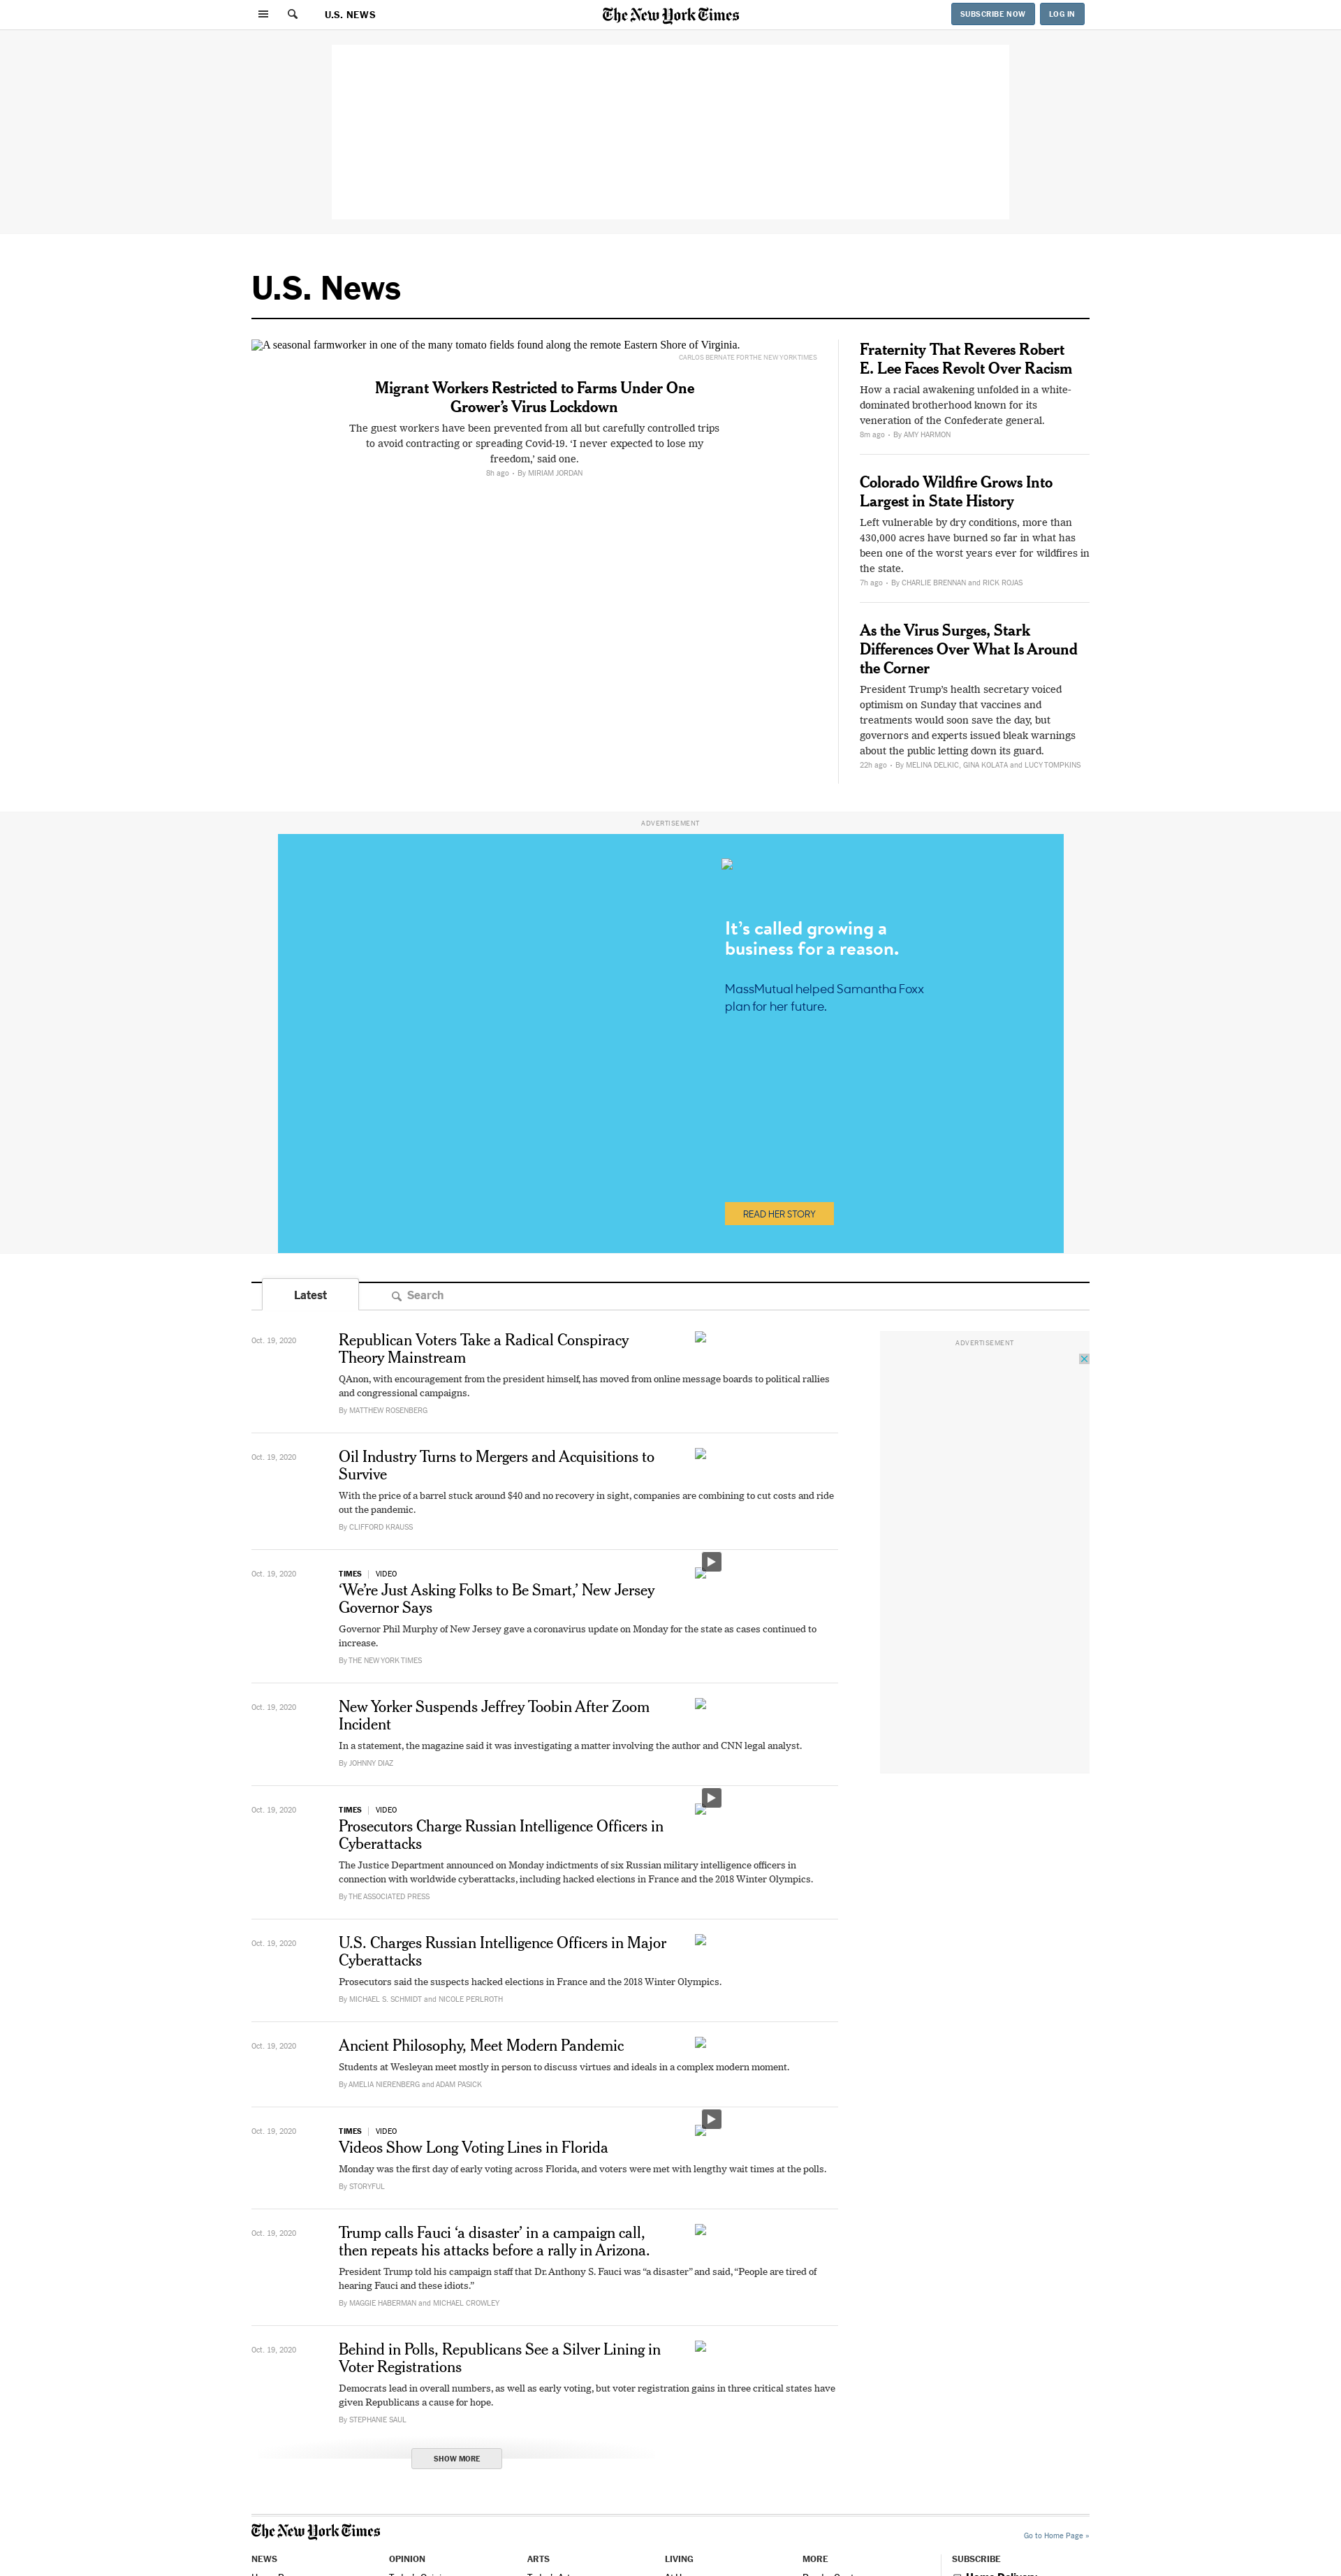 U.S. NEWS
The New York Times
SUBSCRIBE NOW
LOG IN
U.S. News
A seasonal farmworker in one of the many tomato fields found along the remote Eastern Shore of Virginia.
CARLOS BERNATE FOR THE NEW YORK TIMES
Migrant Workers Restricted to Farms Under One
Grower’s Virus Lockdown
The guest workers have been prevented from all but carefully controlled trips
to avoid contracting or spreading Covid-19. ‘I never expected to lose my
freedom,’ said one.
8h ago • By MIRIAM JORDAN
Fraternity That Reveres Robert
E. Lee Faces Revolt Over Racism
How a racial awakening unfolded in a white-
dominated brotherhood known for its
veneration of the Confederate general.
8m ago • By AMY HARMON
Colorado Wildfire Grows Into
Largest in State History
Left vulnerable by dry conditions, more than
430,000 acres have burned so far in what has
been one of the worst years ever for wildfires in
the state.
7h ago • By CHARLIE BRENNAN and RICK ROJAS
As the Virus Surges, Stark
Differences Over What Is Around
the Corner
President Trump’s health secretary voiced
optimism on Sunday that vaccines and
treatments would soon save the day, but
governors and experts issued bleak warnings
about the public letting down its guard.
22h ago • By MELINA DELKIC, GINA KOLATA and LUCY TOMPKINS
ADVERTISEMENT
It’s called growing a
business for a reason.
MassMutual helped Samantha Foxx
plan for her future.
READ HER STORY
Latest
Search
Oct. 19, 2020
Republican Voters Take a Radical Conspiracy
Theory Mainstream
QAnon, with encouragement from the president himself, has moved from online message boards to political rallies
and congressional campaigns.
By MATTHEW ROSENBERG
ADVERTISEMENT
Oct. 19, 2020
Oil Industry Turns to Mergers and Acquisitions to
Survive
With the price of a barrel stuck around $40 and no recovery in sight, companies are combining to cut costs and ride
out the pandemic.
By CLIFFORD KRAUSS
Oct. 19, 2020
TIMES | VIDEO
‘We’re Just Asking Folks to Be Smart,’ New Jersey
Governor Says
Governor Phil Murphy of New Jersey gave a coronavirus update on Monday for the state as cases continued to
increase.
By THE NEW YORK TIMES
Oct. 19, 2020
New Yorker Suspends Jeffrey Toobin After Zoom
Incident
In a statement, the magazine said it was investigating a matter involving the author and CNN legal analyst.
By JOHNNY DIAZ
Oct. 19, 2020
TIMES | VIDEO
Prosecutors Charge Russian Intelligence Officers in
Cyberattacks
The Justice Department announced on Monday indictments of six Russian military intelligence officers in
connection with worldwide cyberattacks, including hacked elections in France and the 2018 Winter Olympics.
By THE ASSOCIATED PRESS
Oct. 19, 2020
U.S. Charges Russian Intelligence Officers in Major
Cyberattacks
Prosecutors said the suspects hacked elections in France and the 2018 Winter Olympics.
By MICHAEL S. SCHMIDT and NICOLE PERLROTH
Oct. 19, 2020
Ancient Philosophy, Meet Modern Pandemic
Students at Wesleyan meet mostly in person to discuss virtues and ideals in a complex modern moment.
By AMELIA NIERENBERG and ADAM PASICK
Oct. 19, 2020
TIMES | VIDEO
Videos Show Long Voting Lines in Florida
Monday was the first day of early voting across Florida, and voters were met with lengthy wait times at the polls.
By STORYFUL
Oct. 19, 2020
Trump calls Fauci ‘a disaster’ in a campaign call,
then repeats his attacks before a rally in Arizona.
President Trump told his campaign staff that Dr. Anthony S. Fauci was “a disaster” and said, “People are tired of
hearing Fauci and these idiots.”
By MAGGIE HABERMAN and MICHAEL CROWLEY
Oct. 19, 2020
Behind in Polls, Republicans See a Silver Lining in
Voter Registrations
Democrats lead in overall numbers, as well as early voting, but voter registration gains in three critical states have
given Republicans a cause for hope.
By STEPHANIE SAUL
SHOW MORE
The New York Times
Go to Home Page »
NEWS
OPINION
ARTS
LIVING
MORE
SUBSCRIBE